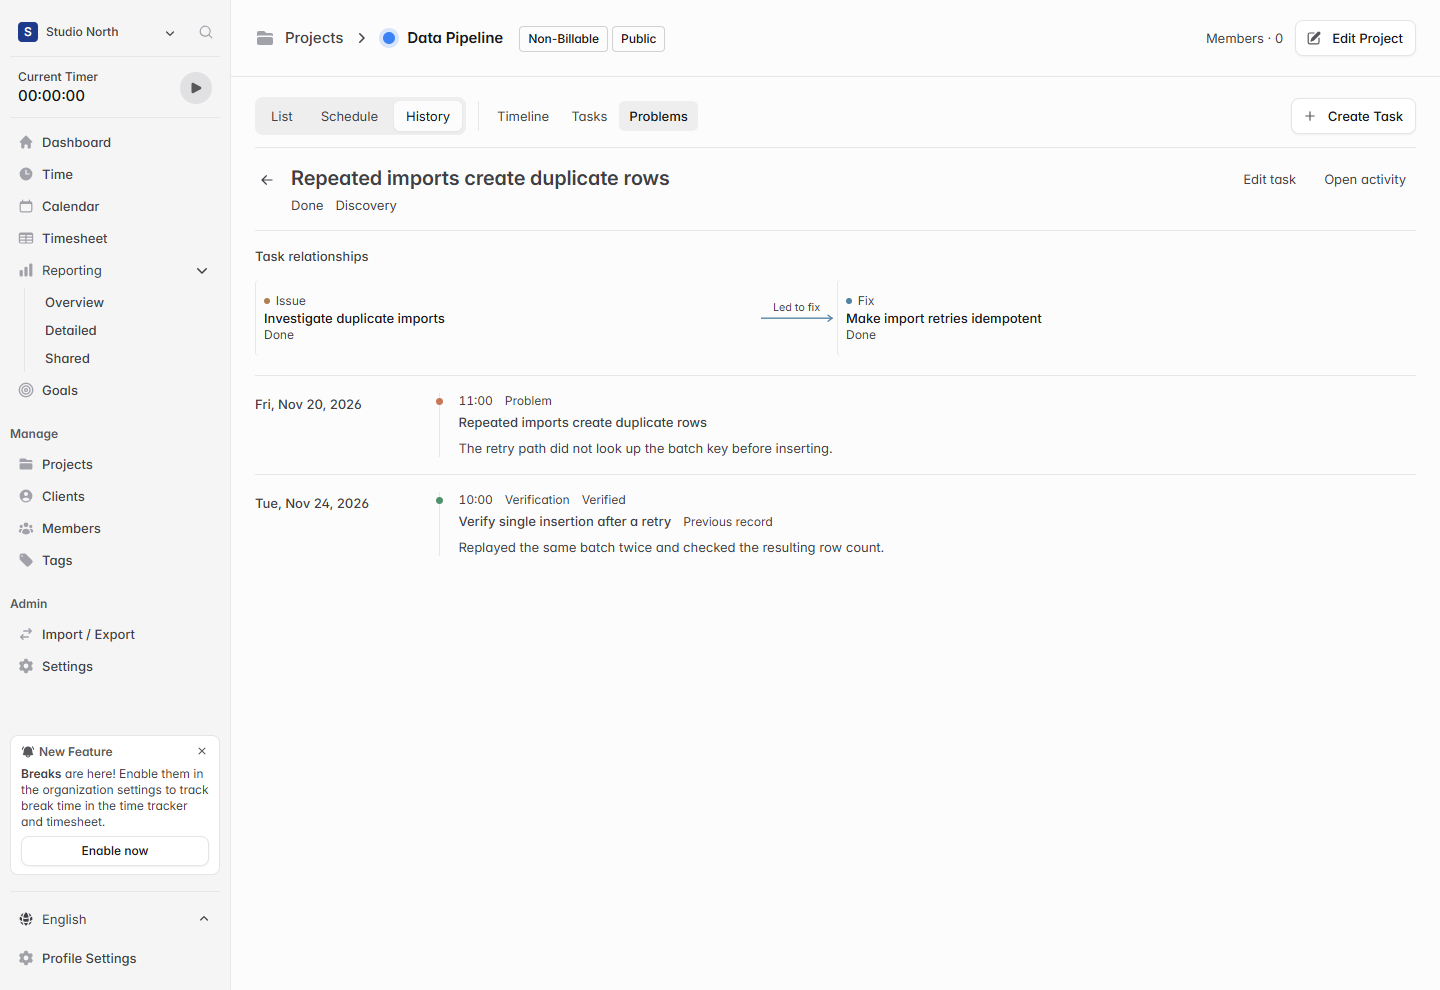 S Studio North
Current Timer
00:00:00
Dashboard
Time
Calendar
Timesheet
Reporting
Overview
Detailed
Shared
Goals
Manage
Projects
Clients
Members
Tags
Admin
Import / Export
Settings
New Feature
Breaks are here! Enable them in
the organization settings to track
break time in the time tracker
and timesheet.
Enable now
English
Profile Settings
Projects Data Pipeline Non-Billable Public Members · 0 Edit Project
List Schedule History Timeline Tasks Problems Create Task
Repeated imports create duplicate rows Edit task Open activity
Done Discovery
Task relationships
Issue
Investigate duplicate imports
Done
Led to fix
Fix
Make import retries idempotent
Done
Fri, Nov 20, 2026
11:00 Problem
Repeated imports create duplicate rows
The retry path did not look up the batch key before inserting.
Tue, Nov 24, 2026
10:00 Verification Verified
Verify single insertion after a retry Previous record
Replayed the same batch twice and checked the resulting row count.